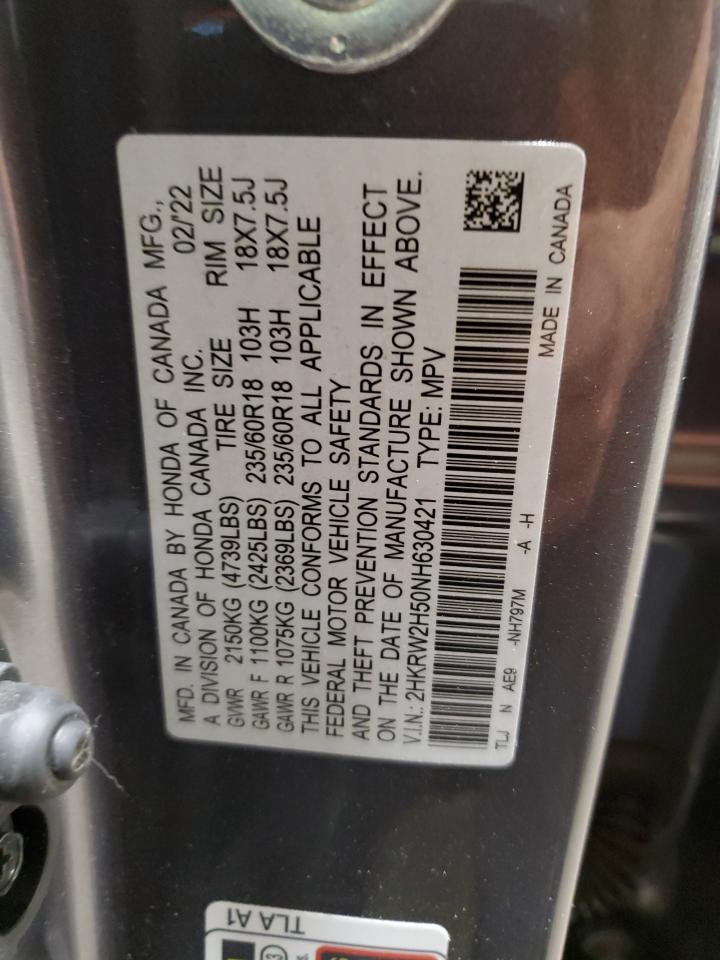 MFD. IN CANADA BY HONDA OF CANADA MFG.,
A DIVISION OF HONDA CANADA INC. 02/'22
GVWR 2150KG (4739LBS) TIRE SIZE RIM SIZE
GAWR F 1100KG (2425LBS) 235/60R18 103H 18X7.5J
GAWR R 1075KG (2369LBS) 235/60R18 103H 18X7.5J
THIS VEHICLE CONFORMS TO ALL APPLICABLE
FEDERAL MOTOR VEHICLE SAFETY
AND THEFT PREVENTION STANDARDS IN EFFECT
ON THE DATE OF MANUFACTURE SHOWN ABOVE.
V.I.N.: 2HKRW2H50NH630421 TYPE: MPV
TLJ N AE9 -NH797M -A -H
MADE IN CANADA
TLA A1